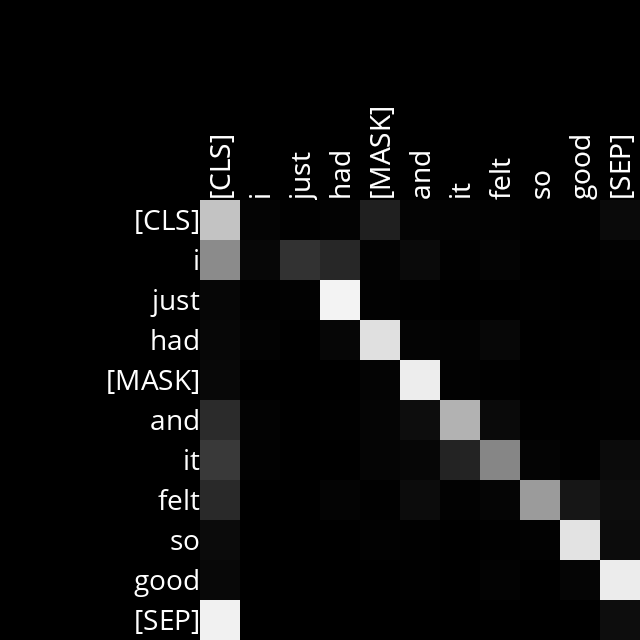 [CLS] i just had [MASK] and it felt so good [SEP]
[CLS]
i
just
had
[MASK]
and
it
felt
so
good
[SEP]